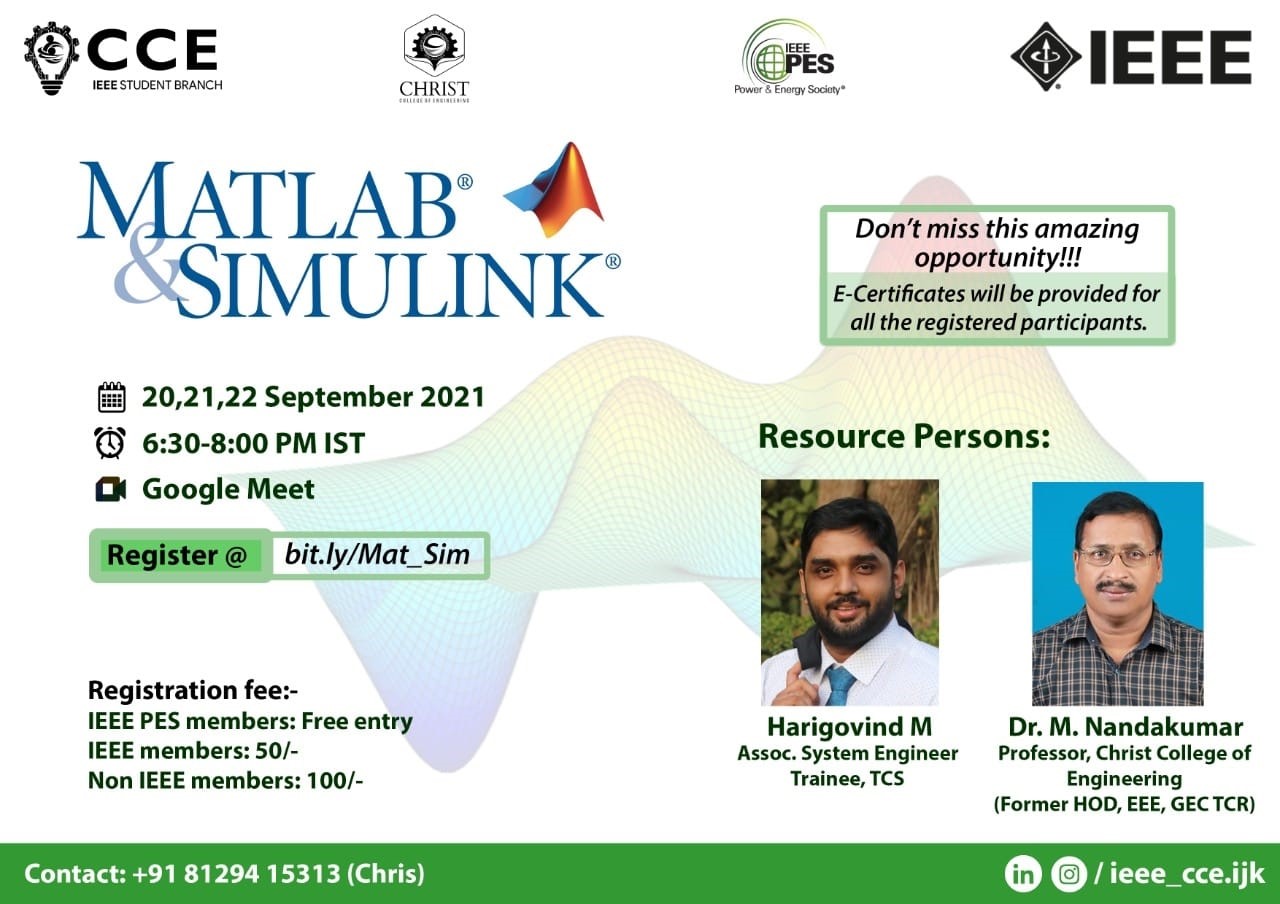 CCE
IEEE STUDENT BRANCH
CHRIST
COLLEGE OF ENGINEERING
IEEE
PES
Power & Energy Society®
IEEE
MATLAB®
&SIMULINK®
Don't miss this amazing
opportunity!!!
E-Certificates will be provided for
all the registered participants.
20,21,22 September 2021
6:30-8:00 PM IST
Google Meet
Register @ bit.ly/Mat_Sim
Registration fee:-
IEEE PES members: Free entry
IEEE members: 50/-
Non IEEE members: 100/-
Resource Persons:
Harigovind M
Assoc. System Engineer
Trainee, TCS
Dr. M. Nandakumar
Professor, Christ College of
Engineering
(Former HOD, EEE, GEC TCR)
Contact: +91 81294 15313 (Chris)
in / ieee_cce.ijk